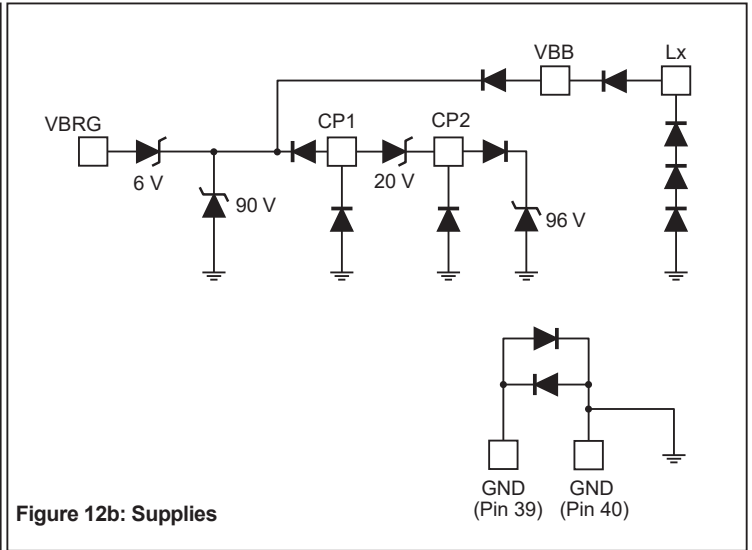 VBB
Lx
VBRG
CP1
CP2
6 V
90 V
20 V
96 V
GND
(Pin 39)
GND
(Pin 40)
Figure 12b: Supplies